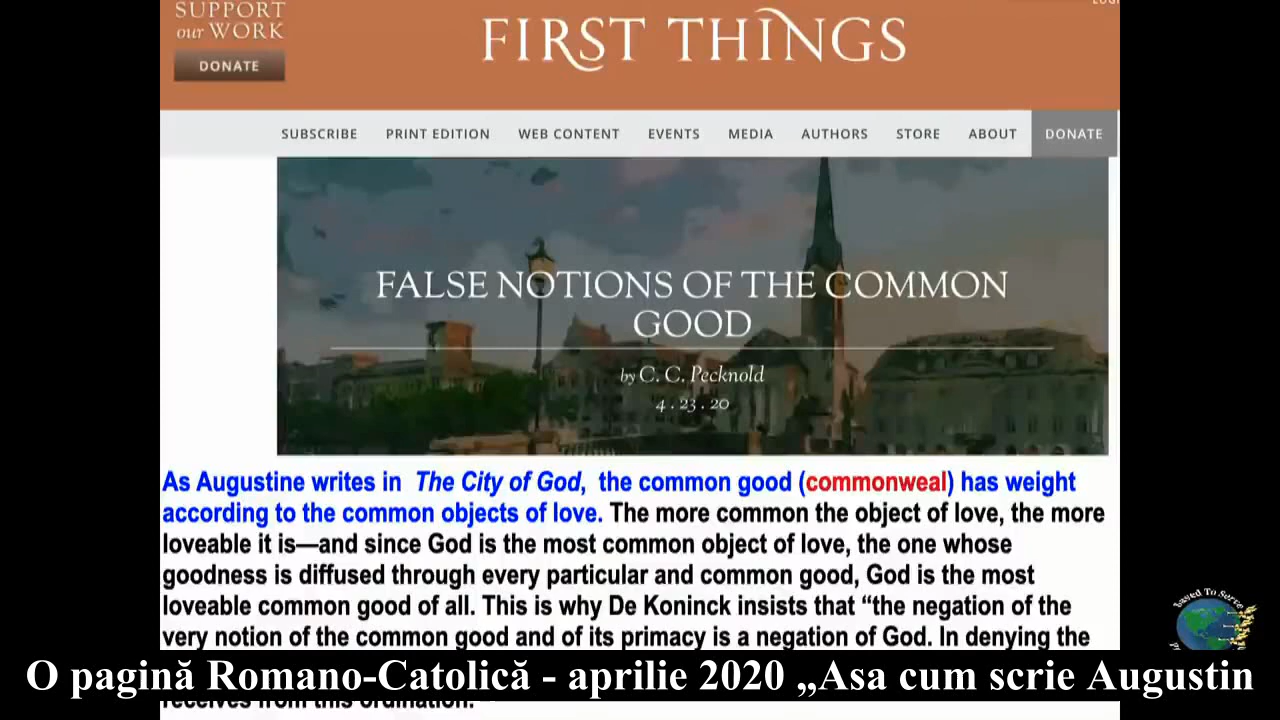 SUPPORT
our WORK
DONATE
FIRST THINGS
SUBSCRIBE PRINT EDITION WEB CONTENT EVENTS MEDIA AUTHORS STORE ABOUT DONATE
FALSE NOTIONS OF THE COMMON
GOOD
by C. C. Pecknold
4 . 23 . 20
As Augustine writes in The City of God, the common good (commonweal) has weight
according to the common objects of love. The more common the object of love, the more
loveable it is—and since God is the most common object of love, the one whose
goodness is diffused through every particular and common good, God is the most
loveable common good of all. This is why De Koninck insists that “the negation of the
very notion of the common good and of its primacy is a negation of God. In denying the
To Serve
O pagină Romano-Catolică - aprilie 2020 „Asa cum scrie Augustin
receives from this ordination.